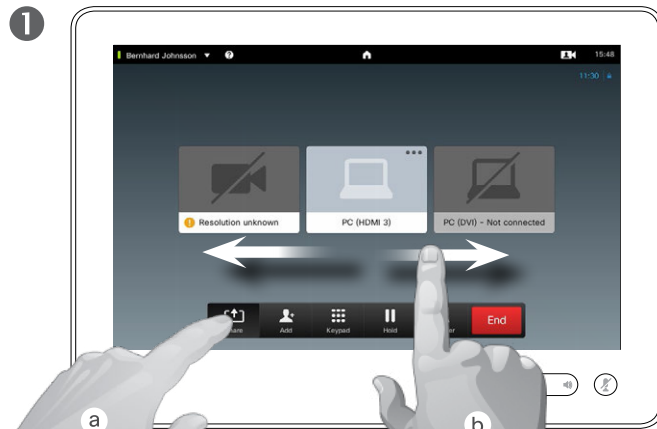 1
Bernhard Johnsson ? 15:48
11:30
! Resolution unknown
PC (HDMI 3)
PC (DVI) – Not connected
Add
Keypad
Hold
End
a
b